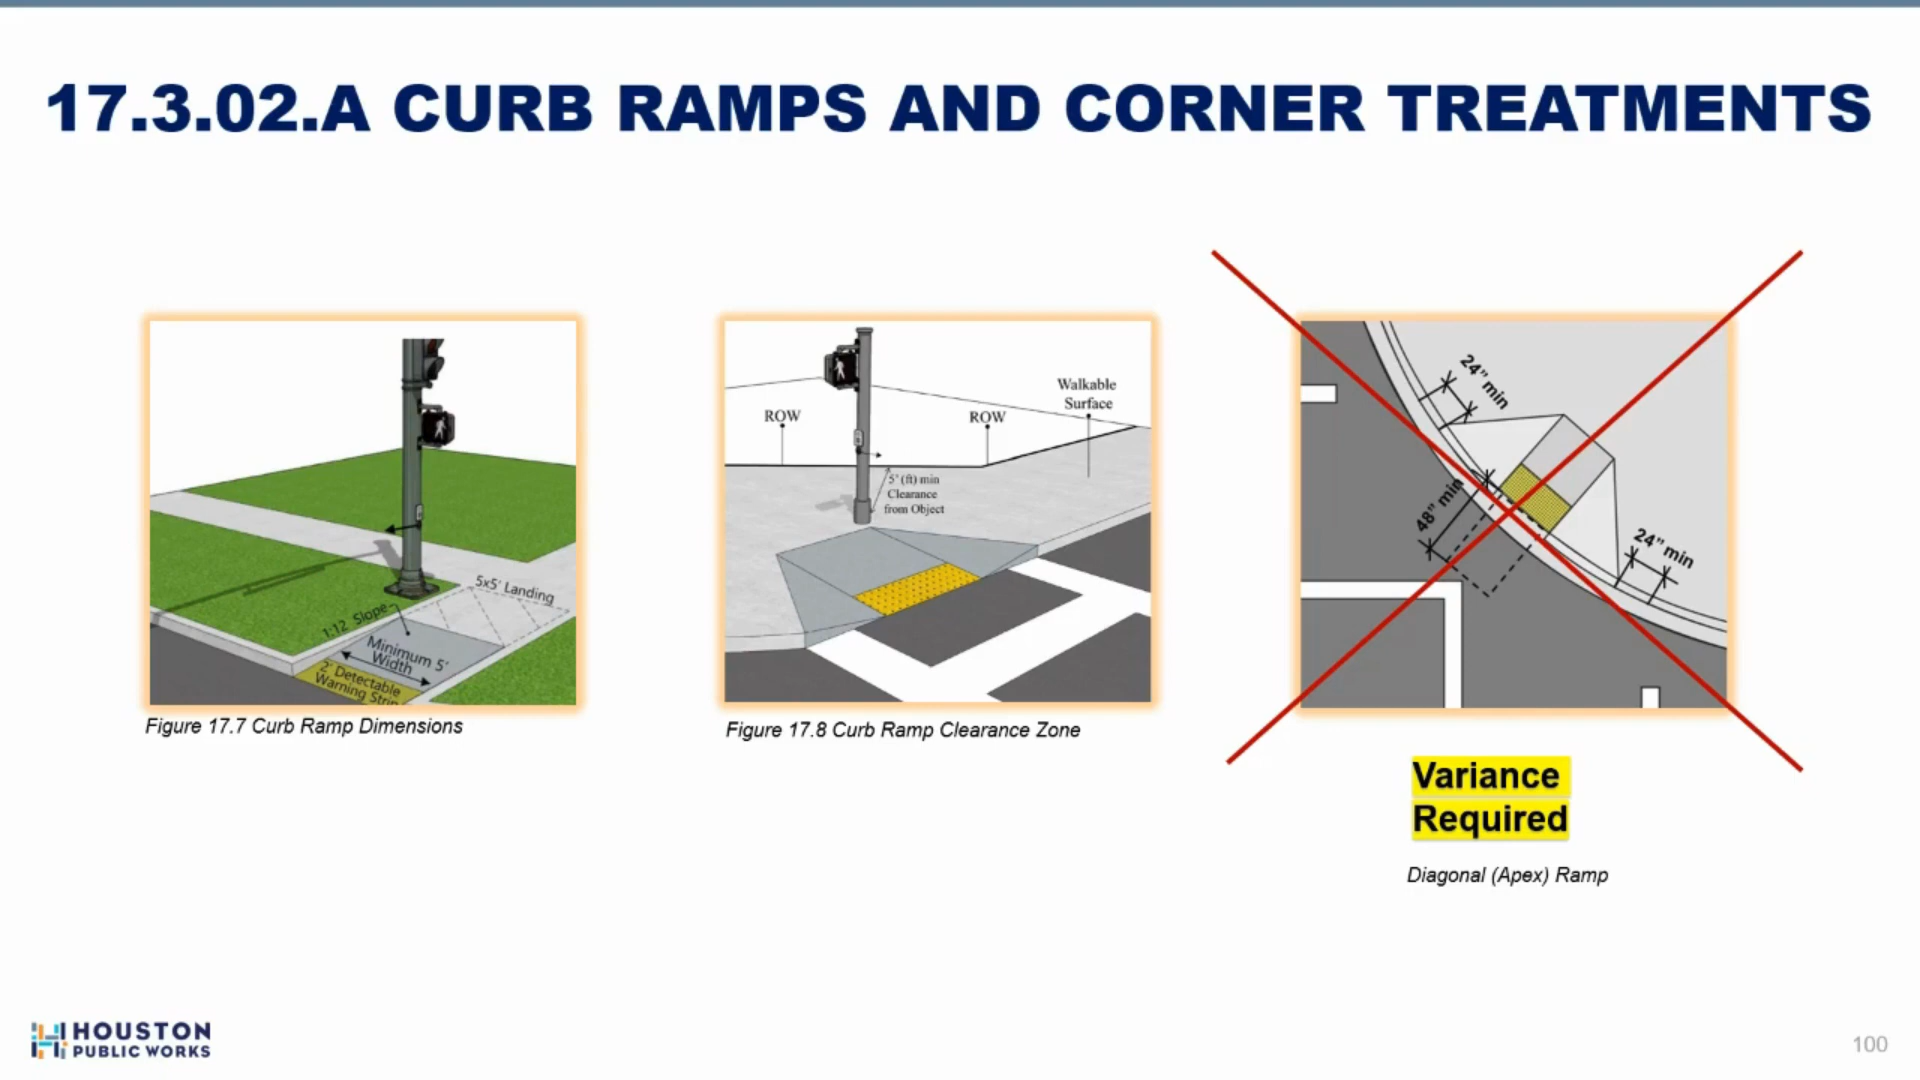 17.3.02.A CURB RAMPS AND CORNER TREATMENTS
5x5' Landing
1:12 Slope
Minimum 5'
Width
2' Detectable
Warning Strip
Figure 17.7 Curb Ramp Dimensions
ROW
ROW
Walkable
Surface
5' (ft) min
Clearance
from Object
Figure 17.8 Curb Ramp Clearance Zone
24" min
48" min
24" min
Variance
Required
Diagonal (Apex) Ramp
HOUSTON
PUBLIC WORKS
100